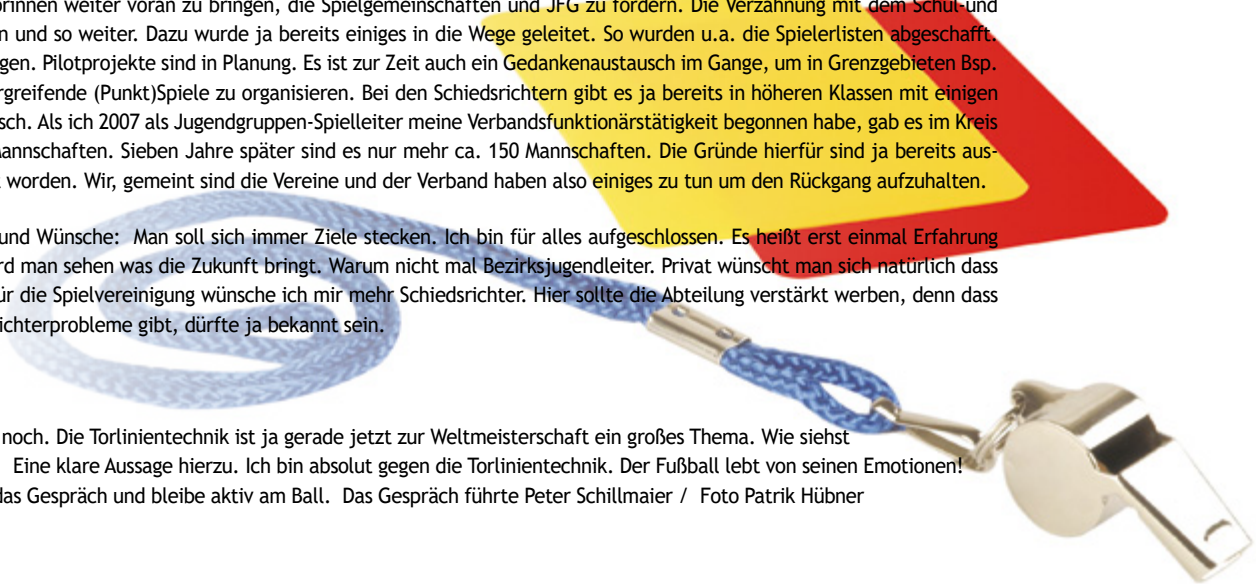 orinnen weiter voran zu bringen, die Spielgemeinschaften und JFG zu fördern. Die Verzahnung mit dem Schul-und
n und so weiter. Dazu wurde ja bereits einiges in die Wege geleitet. So wurden u.a. die Spielerlisten abgeschafft.
gen. Pilotprojekte sind in Planung. Es ist zur Zeit auch ein Gedankenaustausch im Gange, um in Grenzgebieten Bsp.
rgreifende (Punkt)Spiele zu organisieren. Bei den Schiedsrichtern gibt es ja bereits in höheren Klassen mit einigen
sch. Als ich 2007 als Jugendgruppen-Spielleiter meine Verbandsfunktionärstätigkeit begonnen habe, gab es im Kreis
Mannschaften. Sieben Jahre später sind es nur mehr ca. 150 Mannschaften. Die Gründe hierfür sind ja bereits aus-
worden. Wir, gemeint sind die Vereine und der Verband haben also einiges zu tun um den Rückgang aufzuhalten.
und Wünsche: Man soll sich immer Ziele stecken. Ich bin für alles aufgeschlossen. Es heißt erst einmal Erfahrung
rd man sehen was die Zukunft bringt. Warum nicht mal Bezirksjugendleiter. Privat wünscht man sich natürlich dass
ür die Spielvereinigung wünsche ich mir mehr Schiedsrichter. Hier sollte die Abteilung verstärkt werben, denn dass
ichterprobleme gibt, dürfte ja bekannt sein.
noch. Die Torlinientechnik ist ja gerade jetzt zur Weltmeisterschaft ein großes Thema. Wie siehst
Eine klare Aussage hierzu. Ich bin absolut gegen die Torlinientechnik. Der Fußball lebt von seinen Emotionen!
das Gespräch und bleibe aktiv am Ball. Das Gespräch führte Peter Schillmaier / Foto Patrik Hübner